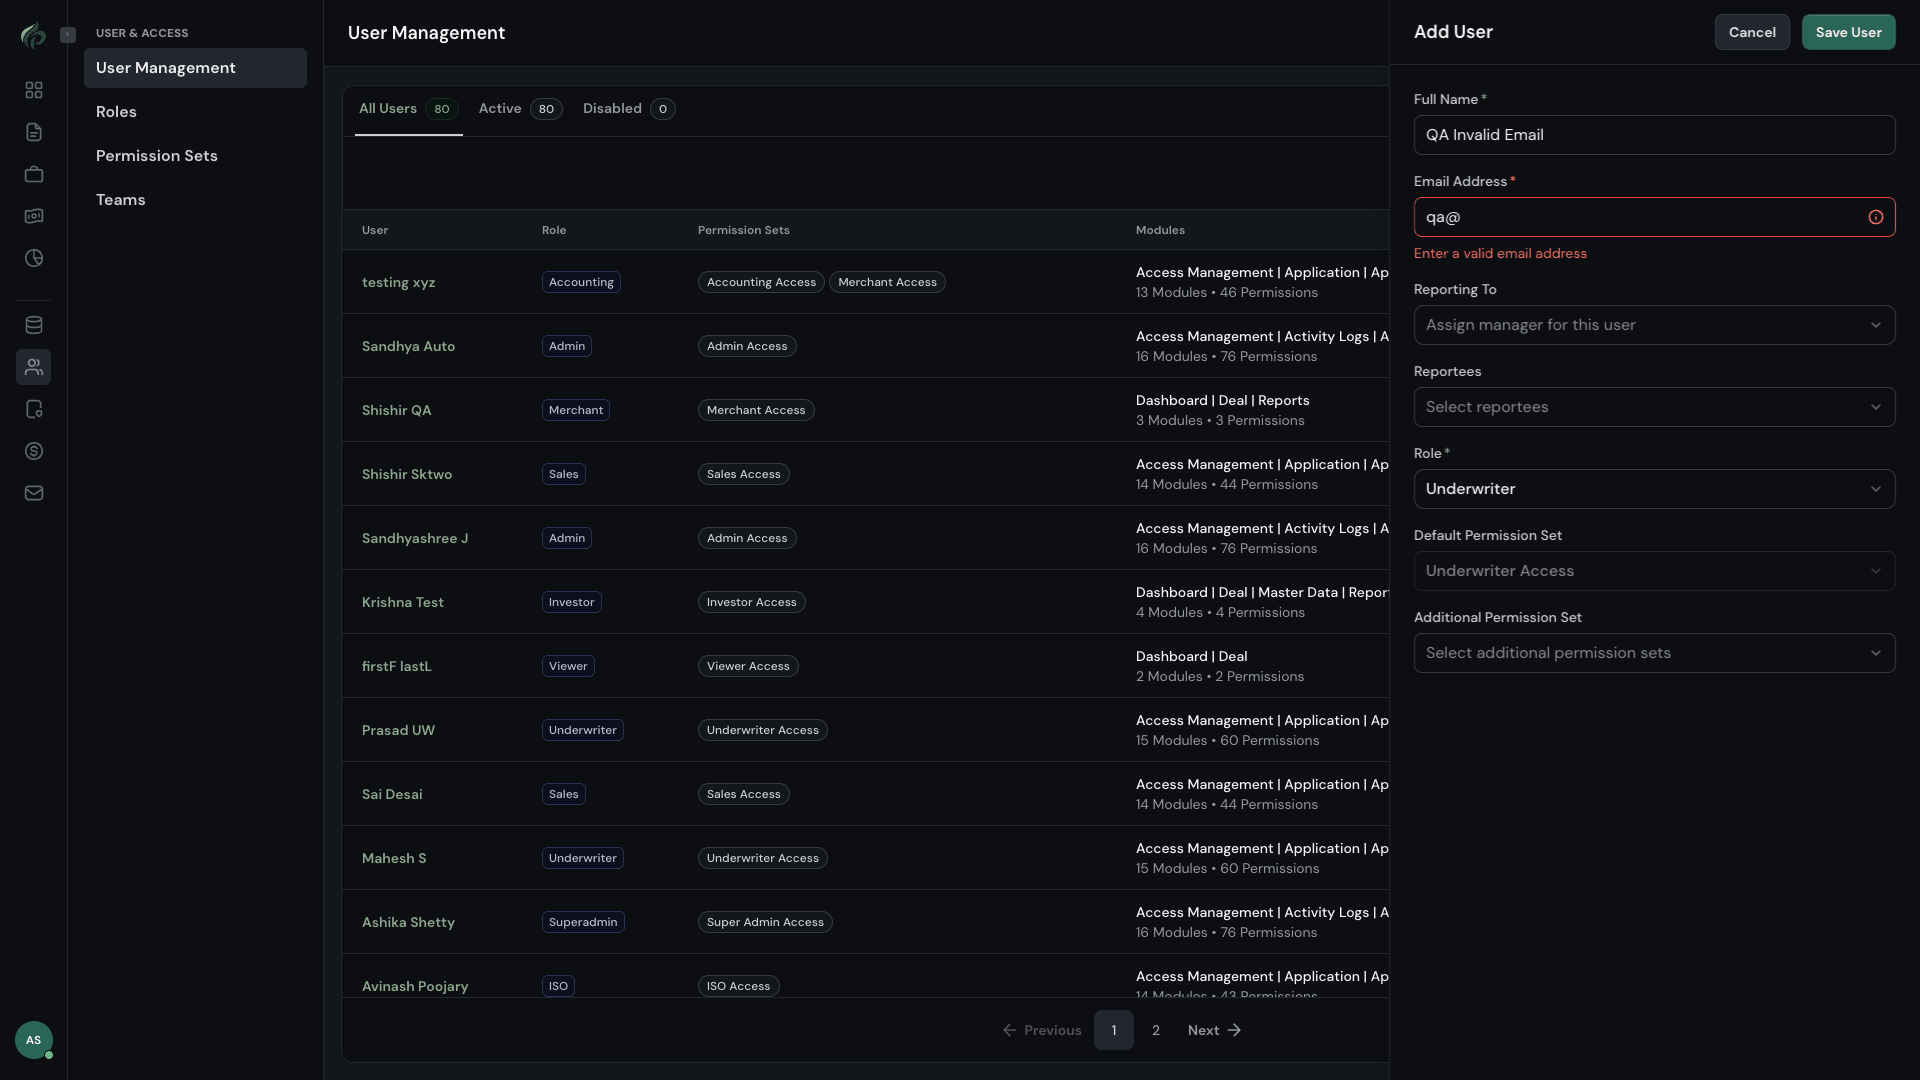 USER & ACCESS
User Management
Roles
Permission Sets
Teams
AS
User Management
All Users 80 Active 80 Disabled 0
User Role Permission Sets Modules
testing xyz Accounting Accounting Access Merchant Access Access Management | Application | Ap
13 Modules • 46 Permissions
Sandhya Auto Admin Admin Access Access Management | Activity Logs | A
16 Modules • 76 Permissions
Shishir QA Merchant Merchant Access Dashboard | Deal | Reports
3 Modules • 3 Permissions
Shishir Sktwo Sales Sales Access Access Management | Application | Ap
14 Modules • 44 Permissions
Sandhyashree J Admin Admin Access Access Management | Activity Logs | A
16 Modules • 76 Permissions
Krishna Test Investor Investor Access Dashboard | Deal | Master Data | Repor
4 Modules • 4 Permissions
firstF lastL Viewer Viewer Access Dashboard | Deal
2 Modules • 2 Permissions
Prasad UW Underwriter Underwriter Access Access Management | Application | Ap
15 Modules • 60 Permissions
Sai Desai Sales Sales Access Access Management | Application | Ap
14 Modules • 44 Permissions
Mahesh S Underwriter Underwriter Access Access Management | Application | Ap
15 Modules • 60 Permissions
Ashika Shetty Superadmin Super Admin Access Access Management | Activity Logs | A
16 Modules • 76 Permissions
Avinash Poojary ISO ISO Access Access Management | Application | Ap
14 Modules • 43 Permissions
Previous 1 2 Next
Add User Cancel Save User
Full Name*
QA Invalid Email
Email Address*
qa@
Enter a valid email address
Reporting To
Assign manager for this user
Reportees
Select reportees
Role*
Underwriter
Default Permission Set
Underwriter Access
Additional Permission Set
Select additional permission sets